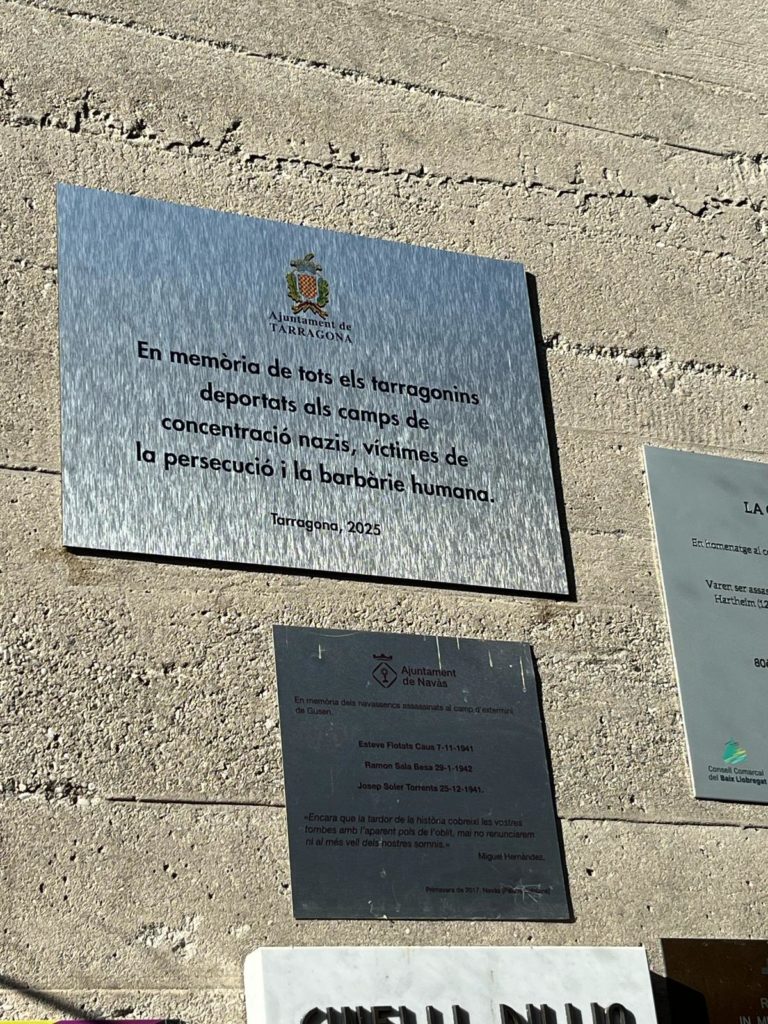 Ajuntament de
TARRAGONA
En memòria de tots els tarragonins
deportats als camps de
concentració nazis, víctimes de
la persecució i la barbàrie humana.
Tarragona, 2025
Ajuntament
de Navàs
En memòria dels navassencs assassinats al camp d'extermini
de Gusen.
Esteve Flotats Caus 7-11-1941
Ramon Sala Besa 29-1-1942
Josep Soler Torrents 25-12-1941.
«Encara que la tardor de la història cobreixi les vostres
tombes amb l'aparent pols de l'oblit, mai no renunciarem
ni al més vell dels nostres somnis.»
Miguel Hernández.
Primavera de 2017. Navàs
LA
En homenatge al
Varen ser
Hartheim
Consell Comarcal
del Baix Llobregat